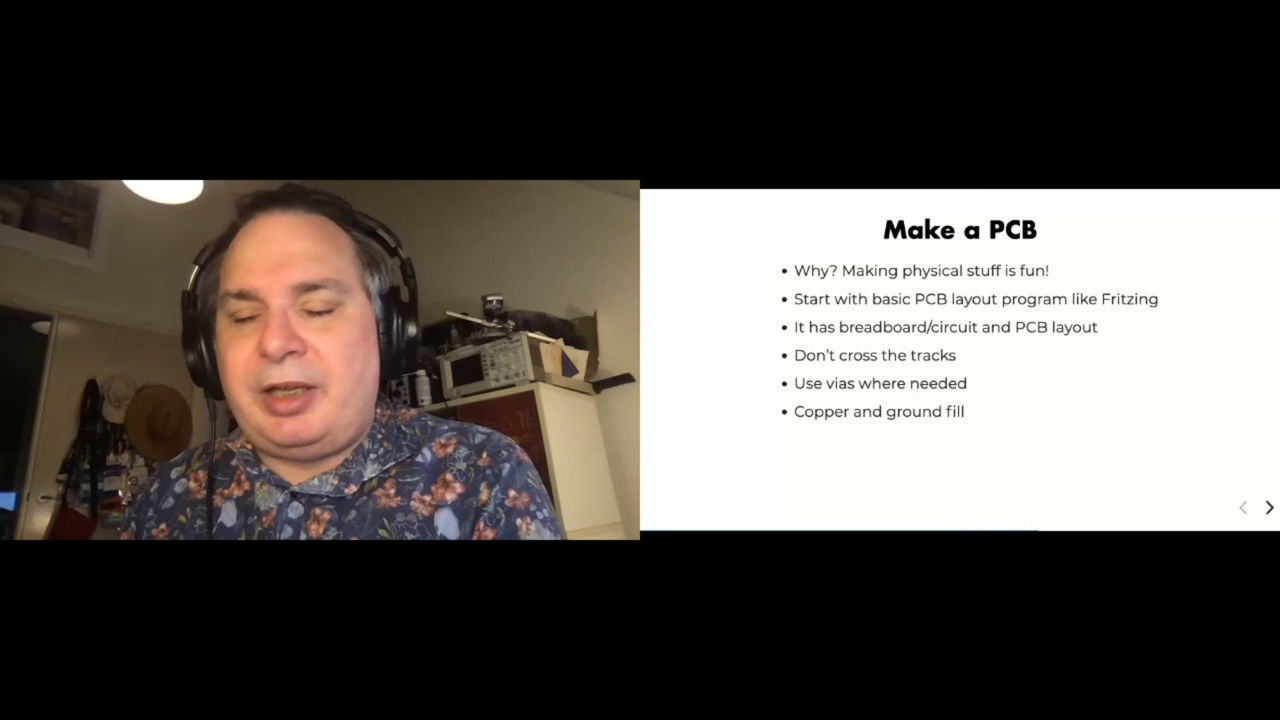 Make a PCB
• Why? Making physical stuff is fun!
• Start with basic PCB layout program like Fritzing
• It has breadboard/circuit and PCB layout
• Don't cross the tracks
• Use vias where needed
• Copper and ground fill